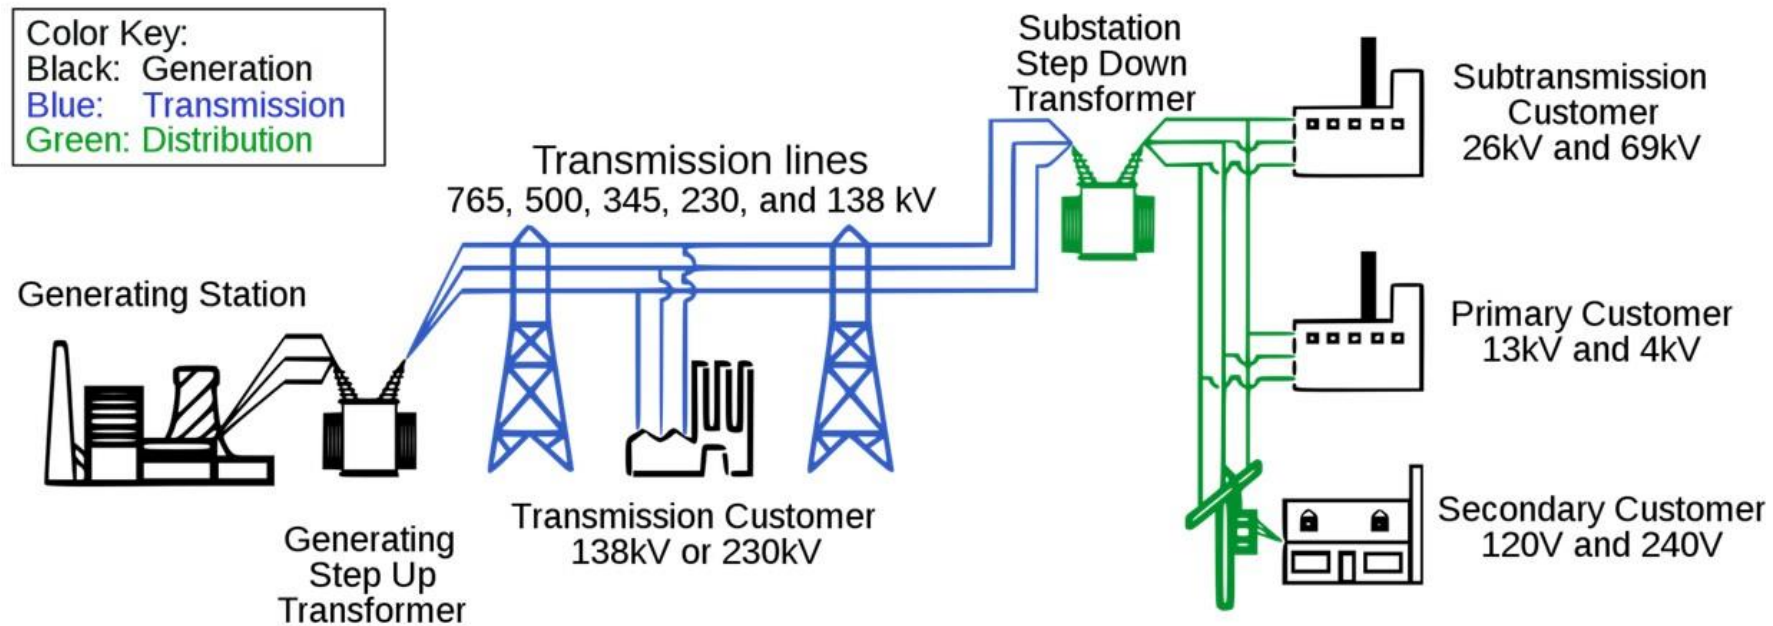 Color Key:
Black: Generation
Blue: Transmission
Green: Distribution
Substation
Step Down
Transformer
Subtransmission
Customer
26kV and 69kV
Transmission lines
765, 500, 345, 230, and 138 kV
Generating Station
Primary Customer
13kV and 4kV
Transmission Customer
138kV or 230kV
Generating
Step Up
Transformer
Secondary Customer
120V and 240V